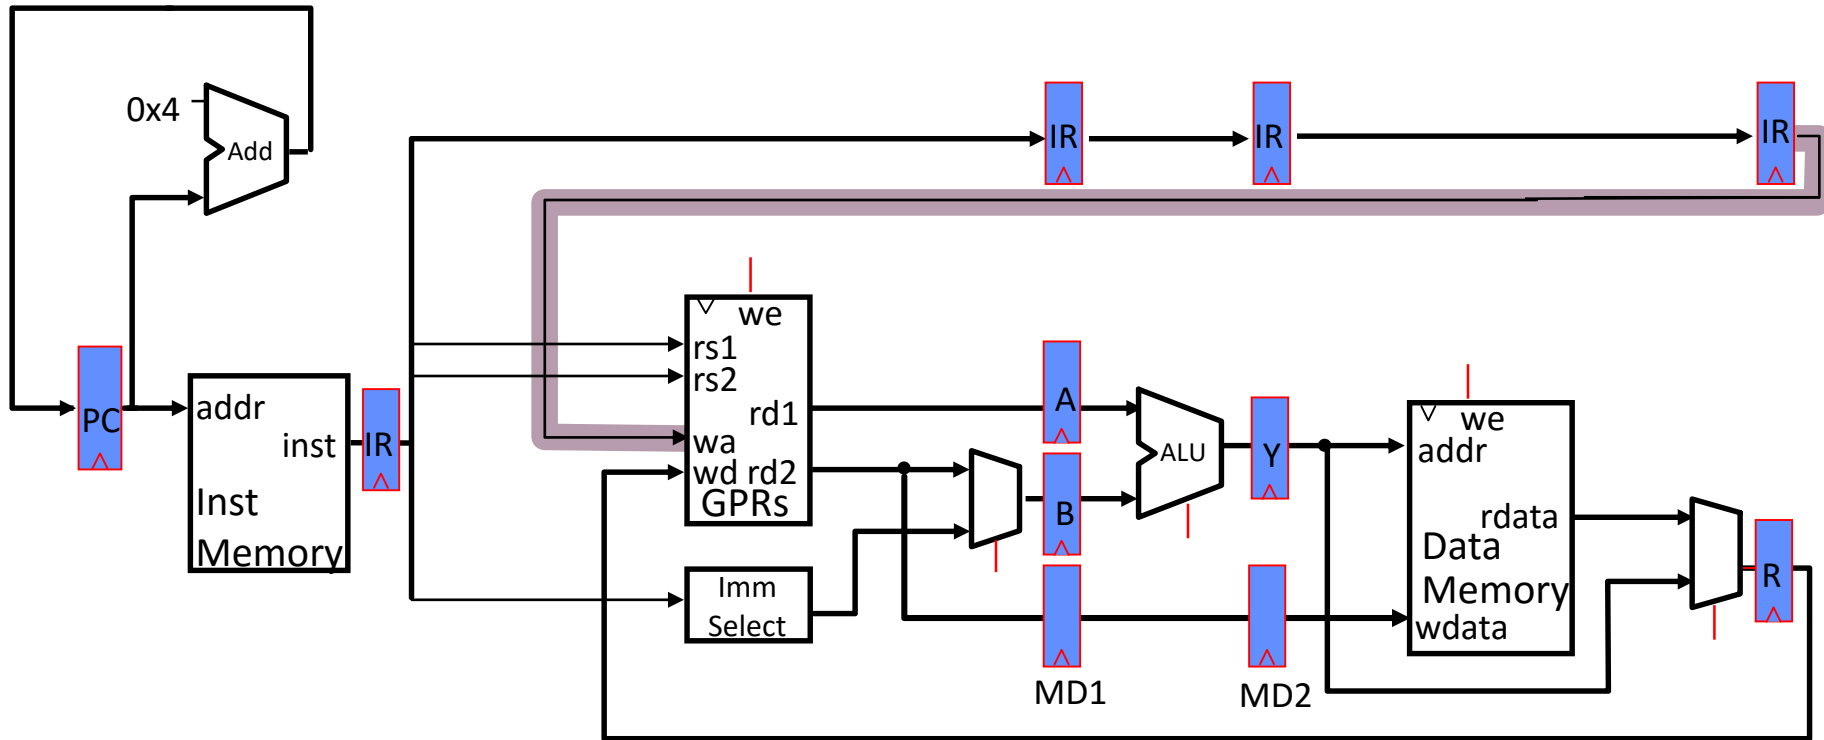 0x4
Add
IR
IR
IR
we
rs1
rs2
rd1
wa
wd rd2
GPRs
PC
addr
inst
Inst
Memory
IR
A
B
ALU
Y
we
addr
rdata
Data
Memory
wdata
R
Imm
Select
MD1
MD2